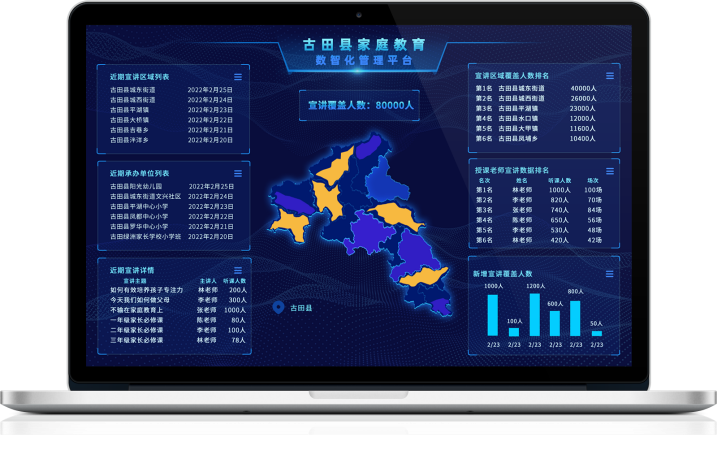 古田县家庭教育
数智化管理平台
近期宣讲区域列表
古田县城东街道 2022年2月25日
古田县城西街道 2022年2月24日
古田县平湖镇 2022年2月23日
古田县大桥镇 2022年2月22日
古田县吉巷乡 2022年2月21日
古田县泮洋乡 2022年2月20日
近期承办单位列表
古田县阳光幼儿园 2022年2月25日
古田县城东街道文兴社区 2022年2月24日
古田县平湖中心小学 2022年2月23日
古田县凤都中心小学 2022年2月22日
古田县罗华中心小学 2022年2月21日
古田绿洲家长学校小学班 2022年2月20日
近期宣讲详情
宣讲主题 主讲人 听课人数
如何有效培养孩子专注力 林老师 200人
今天我们如何做父母 李老师 300人
不输在家庭教育上 张老师 1000人
一年级家长必修课 陈老师 80人
二年级家长必修课 李老师 100人
三年级家长必修课 林老师 78人
宣讲覆盖人数：80000人
古田县
宣讲区域覆盖人数排名
第1名 古田县城东街道 40000人
第2名 古田县城西街道 26000人
第3名 古田县平湖镇 23000人
第4名 古田县水口镇 12000人
第5名 古田县大甲镇 11600人
第6名 古田县凤埔乡 10400人
授课老师宣讲数据排名
名次 姓名 听课人数 场次
第1名 林老师 1000人 100场
第2名 李老师 820人 70场
第3名 张老师 740人 84场
第4名 陈老师 650人 56场
第5名 李老师 530人 48场
第6名 林老师 420人 42场
新增宣讲覆盖人数
1000人 100人 1200人 600人 800人 50人
2/23 2/23 2/23 2/23 2/23 2/23